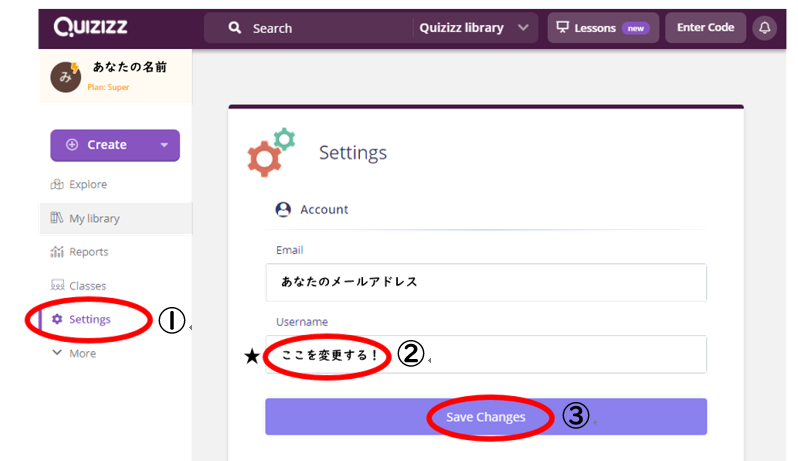 QUIZIZZ
Search
Quizizz library
Lessons new
Enter Code
み
あなたの名前
Plan: Super
Create
Explore
My library
Reports
Classes
Settings
①
More
Settings
Account
Email
あなたのメールアドレス
Username
★ ここを変更する！ ②
Save Changes ③